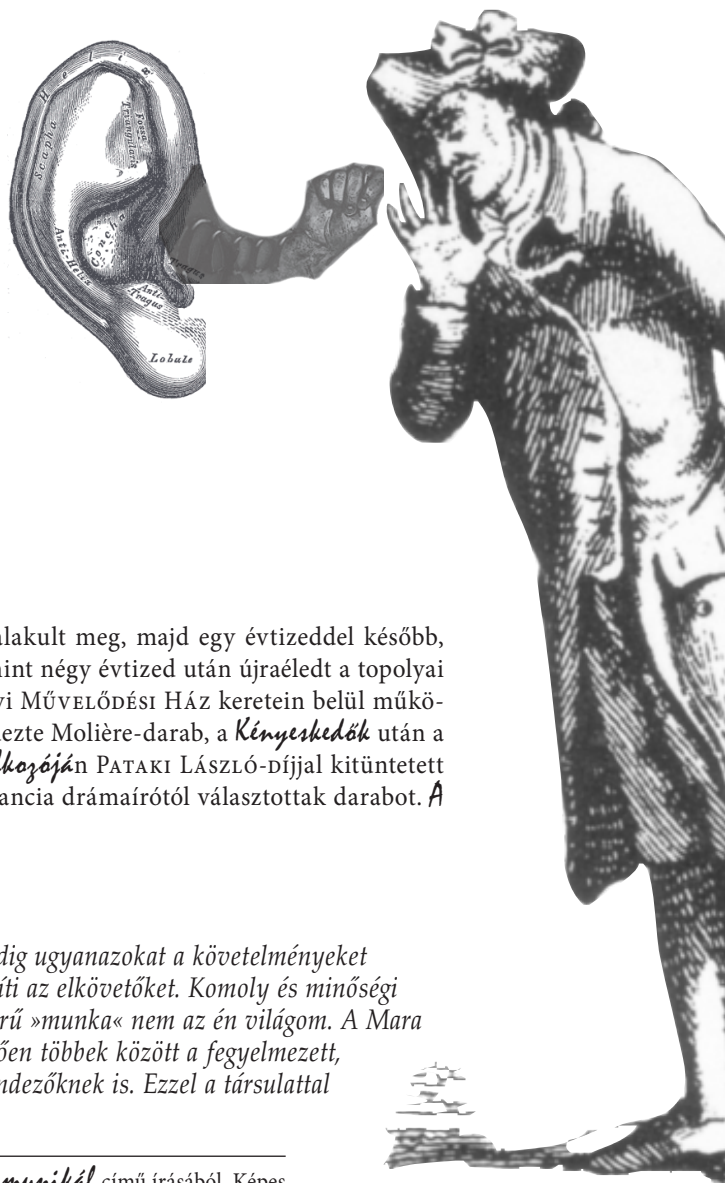 Helix
Scapha
Fossa
Triangularis
Concha
Anti-Helix
Tragus
Anti-
Tragus
Lobule
alakult meg, majd egy évtizeddel később,
mint négy évtized után újraéledt a topolyai
vi Művelődési Ház keretein belül műkö-
ezte Molière-darab, a Kényeskedők után a
lkozóján Pataki László-díjjal kitüntetett
ancia drámaírótól választottak darabot. A
dig ugyanazokat a követelményeket
íti az elkövetőket. Komoly és minőségi
rű »munka« nem az én világom. A Mara
ően többek között a fegyelmezett,
ndezőknek is. Ezzel a társulattal
munikál című írásából. Képes